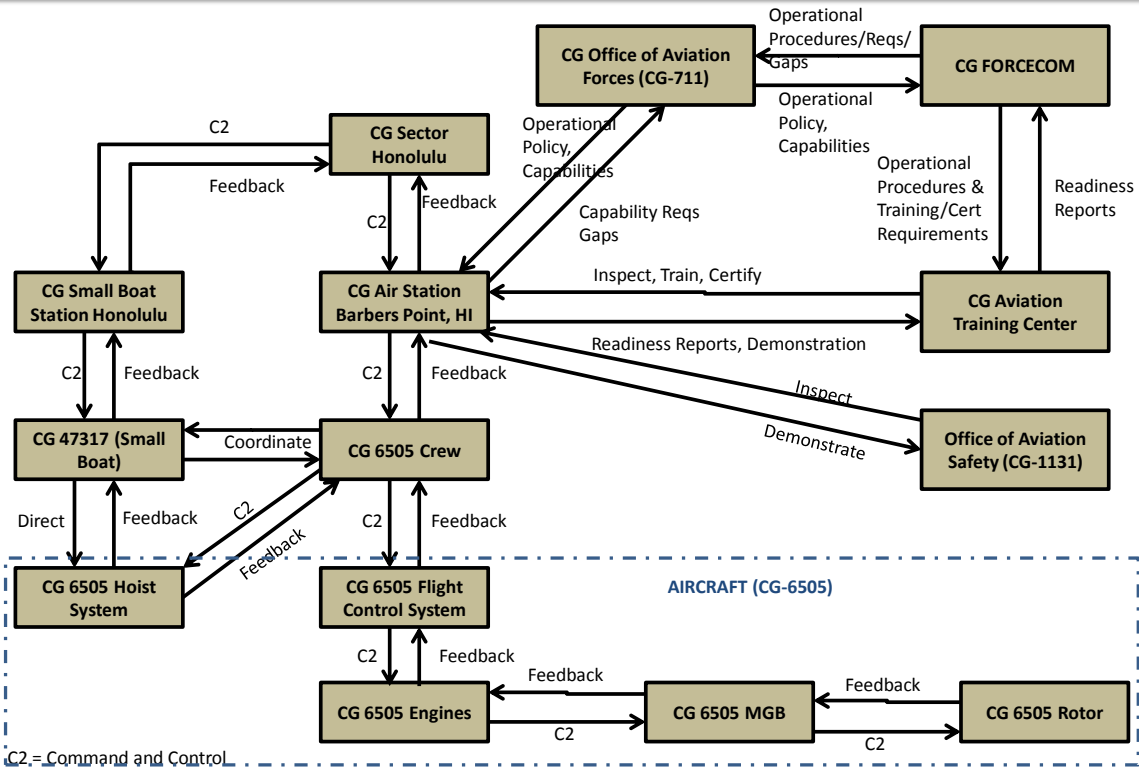 Operational
Procedures/Reqs/
Gaps
CG Office of Aviation
Forces (CG-711)
CG FORCECOM
Operational
Policy,
Capabilities
C2
CG Sector
Honolulu
Operational
Policy,
Capabilities
Feedback
Feedback
C2
Capability Reqs
Gaps
Operational
Procedures &
Training/Cert
Requirements
Readiness
Reports
Inspect, Train, Certify
CG Small Boat
Station Honolulu
CG Air Station
Barbers Point, HI
CG Aviation
Training Center
Readiness Reports, Demonstration
C2
Feedback
C2
Feedback
Inspect
Demonstrate
CG 47317 (Small
Boat)
Coordinate
CG 6505 Crew
Office of Aviation
Safety (CG-1131)
Direct
Feedback
C2
Feedback
C2
Feedback
CG 6505 Hoist
System
CG 6505 Flight
Control System
AIRCRAFT (CG-6505)
C2
Feedback
Feedback
Feedback
CG 6505 Engines
CG 6505 MGB
CG 6505 Rotor
C2
C2
C2 = Command and Control